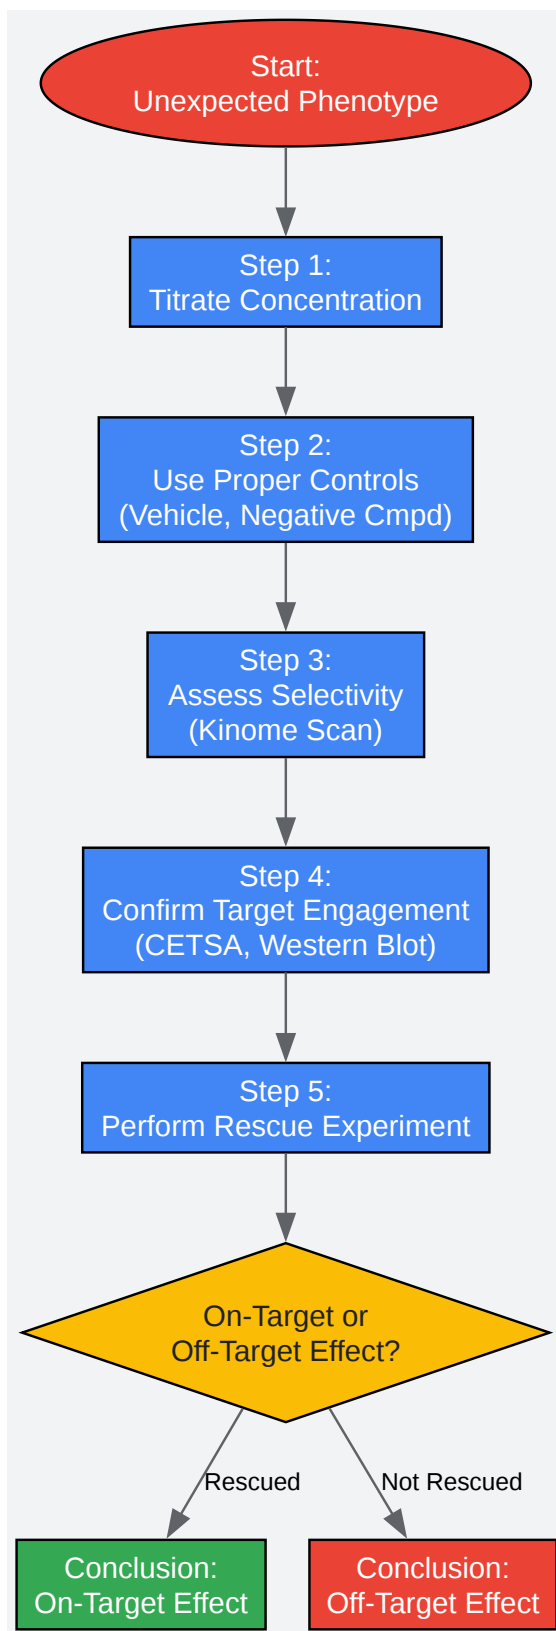 Start:
Unexpected Phenotype
Step 1:
Titrate Concentration
Step 2:
Use Proper Controls
(Vehicle, Negative Cmpd)
Step 3:
Assess Selectivity
(Kinome Scan)
Step 4:
Confirm Target Engagement
(CETSA, Western Blot)
Step 5:
Perform Rescue Experiment
On-Target or
Off-Target Effect?
Rescued
Not Rescued
Conclusion:
On-Target Effect
Conclusion:
Off-Target Effect